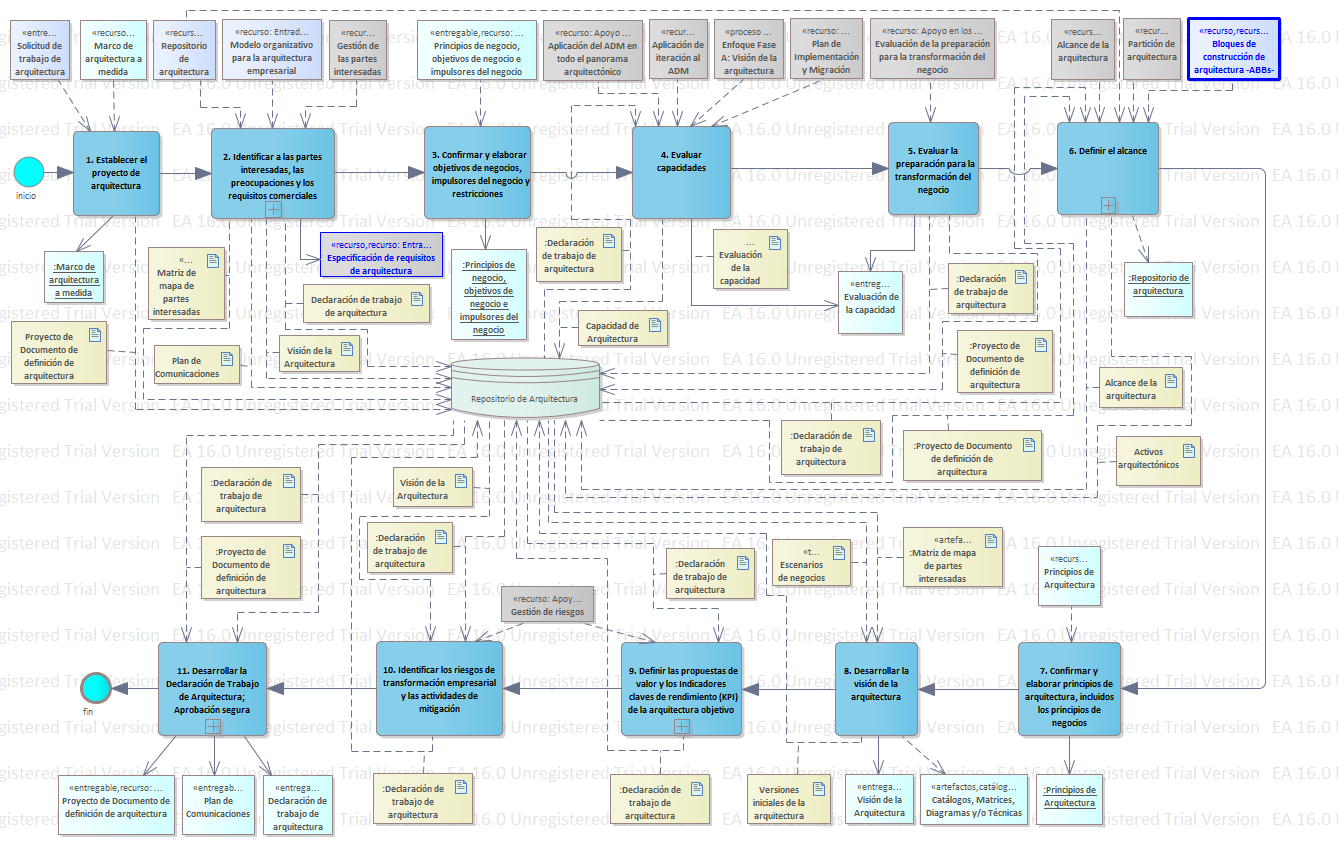 «entre...
Solicitud de
trabajo de
arquitectura
«recurso...
Marco de
arquitectura a
medida
«recurs...
Repositorio
de
arquitectura
«recurso: Entrad...
Modelo organizativo
para la arquitectura
empresarial
«recurso...
Gestión de
las partes
interesadas
«entregable,recurso: ...
Principios de negocio,
objetivos de negocio e
impulsores del negocio
«recurso: Apoyo ...
Aplicación del ADM en
todo el panorama
arquitectónico
«recurs...
Aplicación de
iteración al
ADM
«proceso ...
Enfoque Fase
A: Visión de la
arquitectura
«recurso: ...
Plan de
Implementación
y Migración
«recurso: Apoyo en los ...
Evaluación de la preparación
para la transformación del
negocio
«recurs...
Alcance de la
arquitectura
«recur...
Partición de
arquitectura
«recurso,recurs...
Bloques de
construcción de
arquitectura -ABBs-
inicio
1. Establecer el
proyecto de
arquitectura
2. Identificar a las partes
interesadas, las
preocupaciones y los
requisitos comerciales
3. Confirmar y elaborar
objetivos de negocios,
impulsores del negocio y
restricciones
4. Evaluar
capacidades
5. Evaluar la
preparación para la
transformación del
negocio
6. Definir el alcance
:Marco de
arquitectura
a medida
«...
Matriz de
mapa de
partes
interesadas
«recurso,recurso: Entra...
Especificación de requisitos
de arquitectura
Declaración de trabajo
de arquitectura
:Principios de
negocio,
objetivos de
negocio e
impulsores del
negocio
:Declaración
de trabajo de
arquitectura
...
Evaluación
de la
capacidad
«entreg...
Evaluación de
la capacidad
:Declaración
de trabajo de
arquitectura
:Repositorio de
arquitectura
Proyecto de
Documento de
definición de
arquitectura
Plan de
Comunicaciones
Visión de la
Arquitectura
Capacidad de
Arquitectura
:Proyecto de
Documento de
definición de
arquitectura
Alcance de la
arquitectura
Repositorio de Arquitectura
:Declaración de
trabajo de
arquitectura
:Proyecto de Documento
de definición de
arquitectura
Activos
arquitectónicos
:Declaración de
trabajo de
arquitectura
Visión de la
Arquitectura
:Proyecto de
Documento de
definición de
arquitectura
:Declaración
de trabajo de
arquitectura
:Declaración
de trabajo de
arquitectura
«t...
Escenarios
de negocios
«artefa...
:Matriz de mapa
de partes
interesadas
«recurs...
Principios de
Arquitectura
«recurso: Apoy...
Gestión de riesgos
fin
11. Desarrollar la
Declaración de Trabajo
de Arquitectura;
Aprobación segura
10. Identificar los riesgos de
transformación empresarial
y las actividades de
mitigación
9. Definir las propuestas de
valor y los Indicadores
claves de rendimiento (KPI)
de la arquitectura objetivo
8. Desarrollar la
visión de la
arquitectura
7. Confirmar y
elaborar principios de
arquitectura, incluidos
los principios de
negocios
«entregable,recurso: ...
Proyecto de Documento de
definición de arquitectura
«entregab...
Plan de
Comunicaciones
«entrega...
Declaración de
trabajo de
arquitectura
:Declaración de
trabajo de
arquitectura
:Declaración de
trabajo de
arquitectura
Versiones
iniciales de la
arquitectura
«entrega...
Visión de la
Arquitectura
«artefactos,catálog...
Catálogos, Matrices,
Diagramas y/o Técnicas
:Principios de
Arquitectura
EA 16.0 Unregistered Trial Version